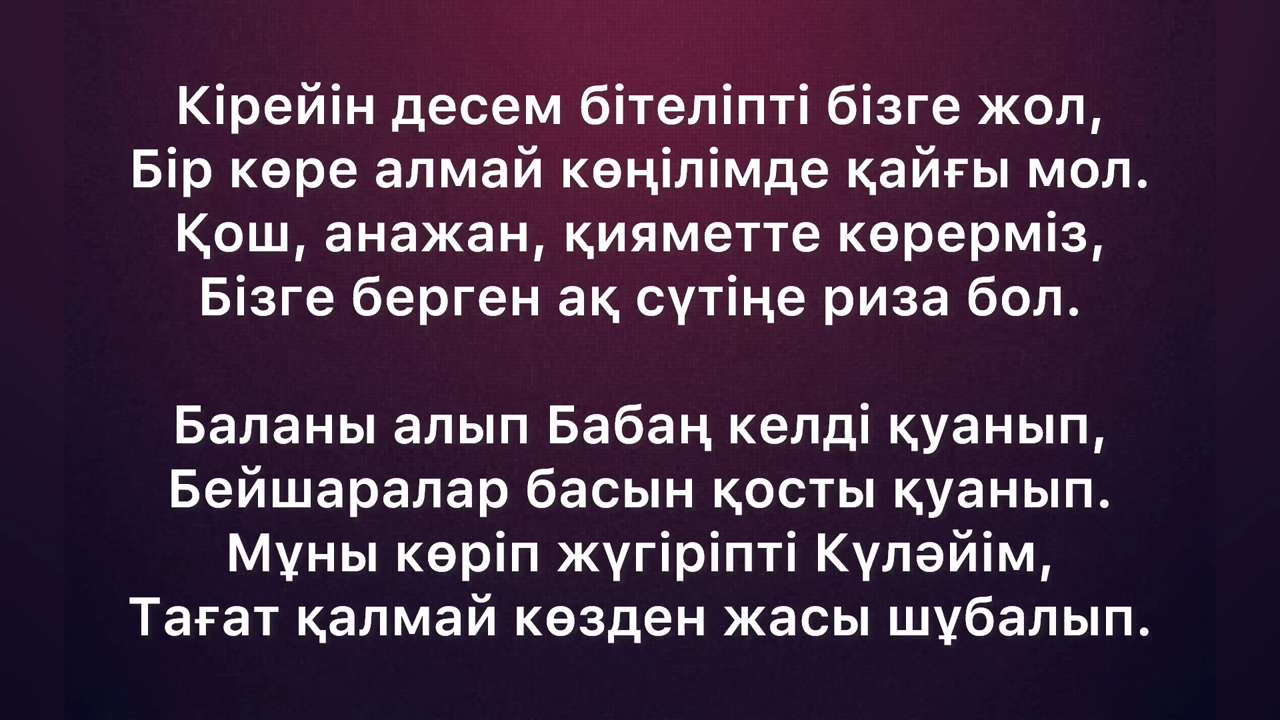 Кірейін десем бітеліпті бізге жол,
Бір көре алмай көңілімде қайғы мол.
Қош, анажан, қияметте көрерміз,
Бізге берген ақ сүтіңе риза бол.
Баланы алып Бабаң келді қуанып,
Бейшаралар басын қосты қуанып.
Мұны көріп жүгіріпті Күләйім,
Тағат қалмай көзден жасы шұбалып.